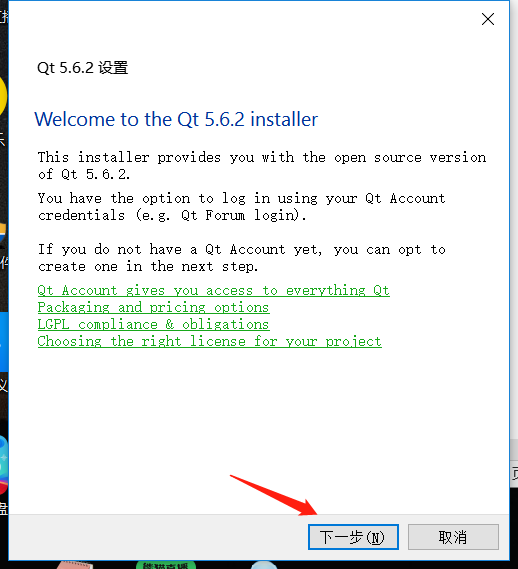 Qt 5.6.2 设置
Welcome to the Qt 5.6.2 installer
This installer provides you with the open source version
of Qt 5.6.2.
You have the option to log in using your Qt Account
credentials (e.g. Qt Forum login).
If you do not have a Qt Account yet, you can opt to
create one in the next step.
Qt Account gives you access to everything Qt
Packaging and pricing options
LGPL compliance & obligations
Choosing the right license for your project
下一步(N)
取消
熊猫直播